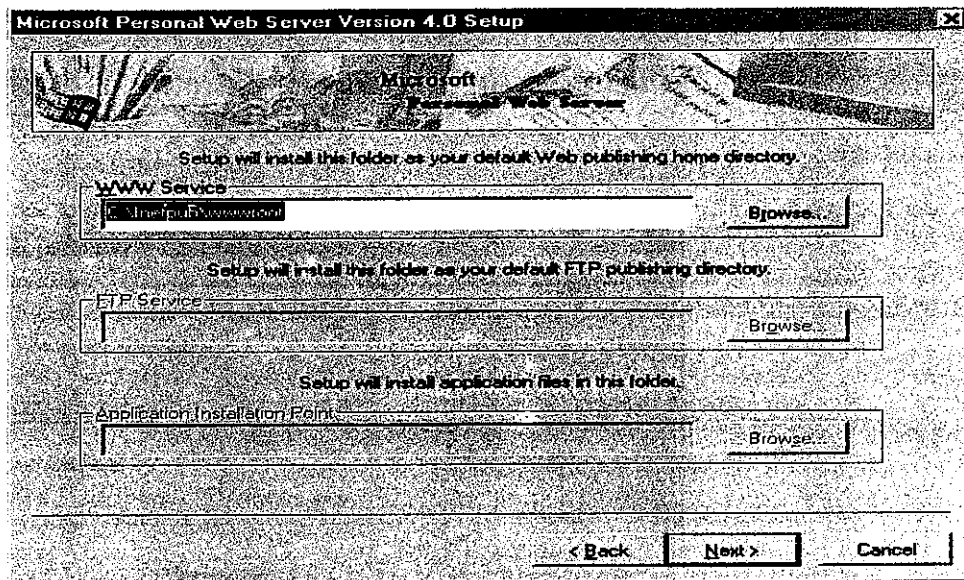 Microsoft Personal Web Server Version 4.0 Setup
Microsoft
Personal Web Server
Setup will install this folder as your default Web publishing home directory.
WWW Service
C:\Inetpub\wwwroot
Browse...
Setup will install this folder as your default FTP publishing directory.
FTP Service
Browse...
Setup will install application files in this folder.
Application Installation Point
Browse...
< Back
Next >
Cancel